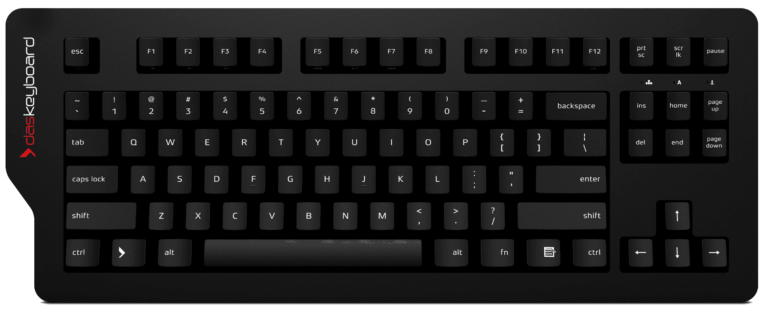 daskeyboard
esc F1 F2 F3 F4 F5 F6 F7 F8 F9 F10 F11 F12 prt sc scr lk pause
~ ` ! 1 @ 2 # 3 $ 4 % 5 ^ 6 & 7 * 8 ( 9 ) 0 — - + = backspace ins home page up
tab Q W E R T Y U I O P { [ } ] ¦ \ del end page down
caps lock A S D F G H J K L : ; " ' enter
shift Z X C V B N M < , > . ? / shift ↑
ctrl alt alt fn ctrl ← ↓ →